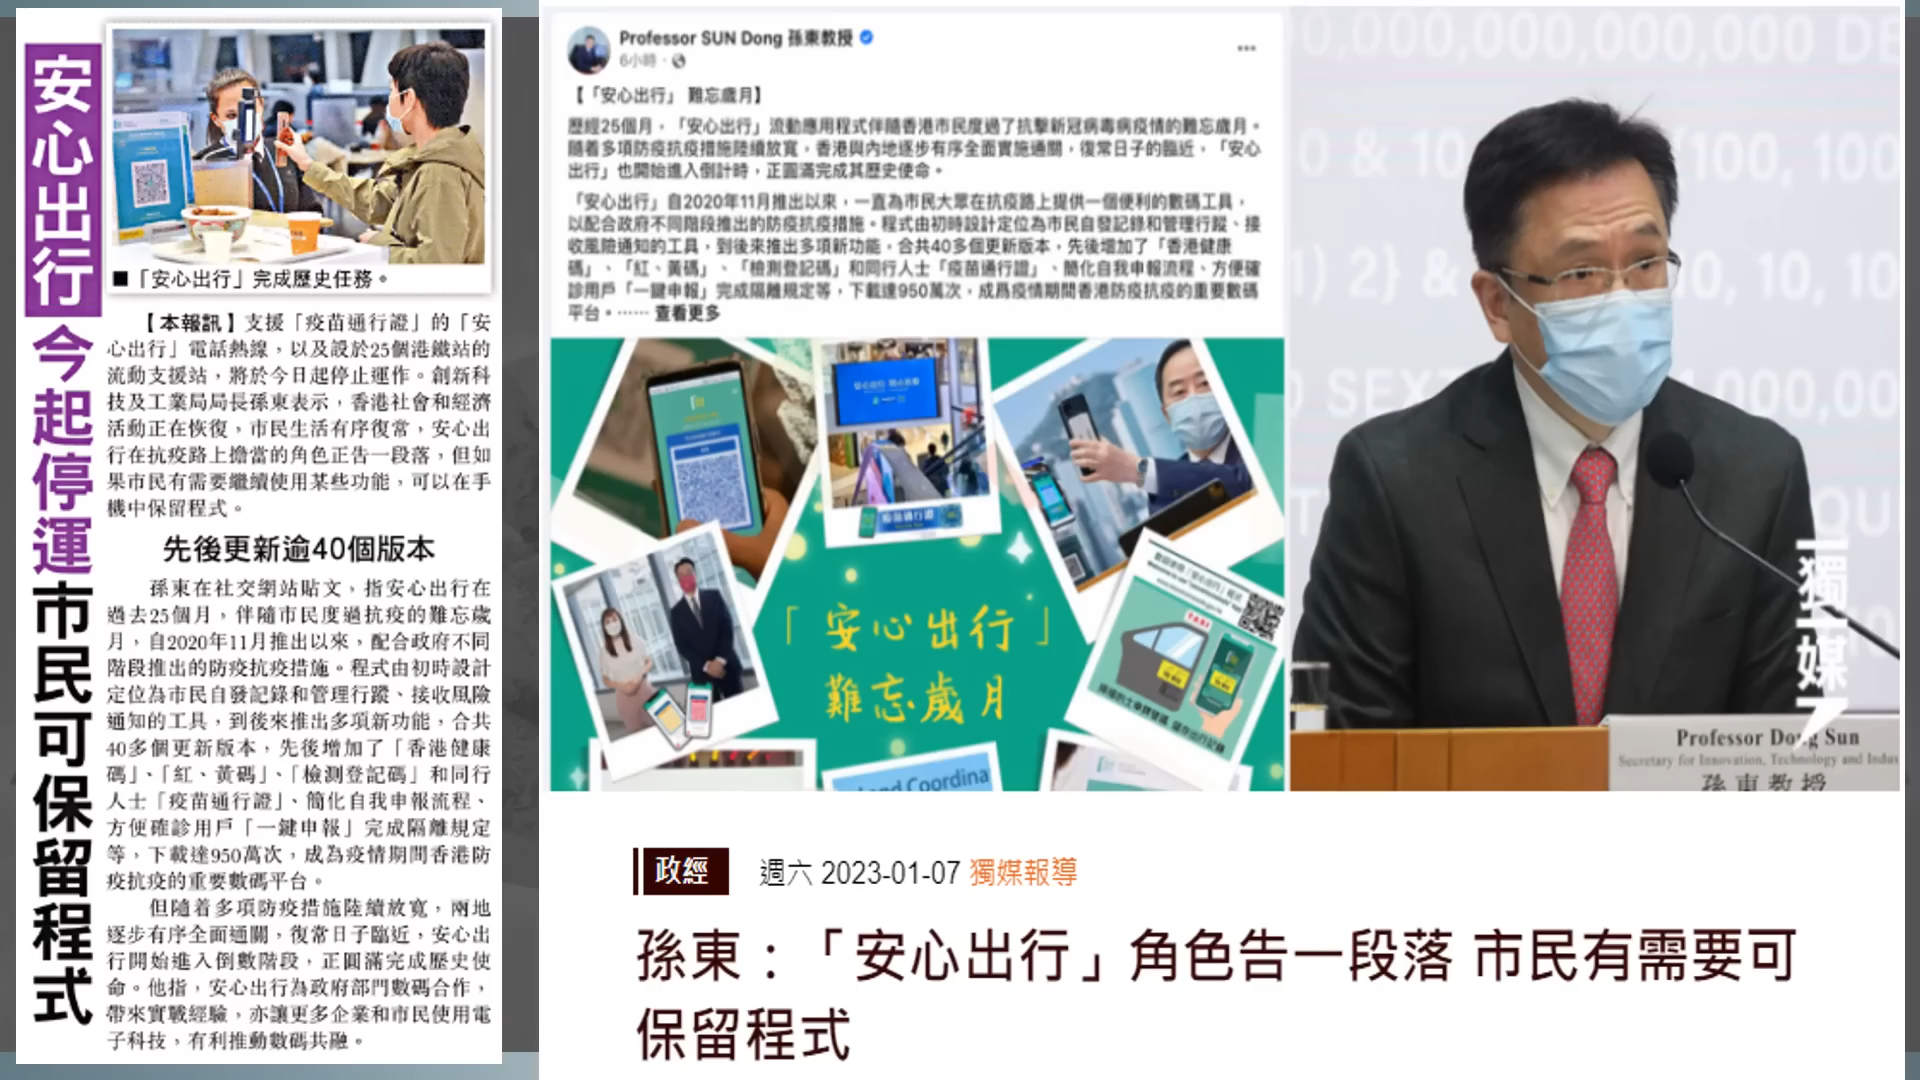 安心出行今起停運市民可保留程式
■「安心出行」完成歷史任務。
【本報訊】支援「疫苗通行證」的「安
心出行」電話熱線，以及設於25個港鐵站的
流動支援站，將於今日起停止運作。創新科
技及工業局局長孫東表示，香港社會和經濟
活動正在恢復，市民生活有序復常，安心出
行在抗疫路上擔當的角色正告一段落，但如
果市民有需要繼續使用某些功能，可以在手
機中保留程式。
先後更新逾40個版本
孫東在社交網站貼文，指安心出行在
過去25個月，伴隨市民度過抗疫的難忘歲
月，自2020年11月推出以來，配合政府不同
階段推出的防疫抗疫措施。程式由初時設計
定位為市民自發記錄和管理行蹤、接收風險
通知的工具，到後來推出多項新功能，合共
40多個更新版本，先後增加了「香港健康
碼」、「紅、黃碼」、「檢測登記碼」和同行
人士「疫苗通行證」、簡化自我申報流程、
方便確診用戶「一鍵申報」完成隔離規定
等，下載達950萬次，成為疫情期間香港防
疫抗疫的重要數碼平台。
但隨着多項防疫措施陸續放寬，兩地
逐步有序全面通關，復常日子臨近，安心出
行開始進入倒數階段，正圓滿完成歷史使
命。他指，安心出行為政府部門數碼合作，
帶來實戰經驗，亦讓更多企業和市民使用電
子科技，有利推動數碼共融。
Professor SUN Dong 孫東教授
6小時
【「安心出行」 難忘歲月】
歷經25個月，「安心出行」流動應用程式伴隨香港市民度過了抗擊新冠病毒病疫情的難忘歲月。
隨着多項防疫抗疫措施陸續放寬，香港與內地逐步有序全面實施通關，復常日子的臨近，「安心
出行」也開始進入倒計時，正圓滿完成其歷史使命。
「安心出行」自2020年11月推出以來，一直為市民大眾在抗疫路上提供一個便利的數碼工具，
以配合政府不同階段推出的防疫抗疫措施。程式由初時設計定位為市民自發記錄和管理行蹤、接
收風險通知的工具，到後來推出多項新功能，合共40多個更新版本，先後增加了「香港健康
碼」、「紅、黃碼」、「檢測登記碼」和同行人士「疫苗通行證」、簡化自我申報流程、方便確
診用戶「一鍵申報」完成隔離規定等，下載達950萬次，成爲疫情期間香港防疫抗疫的重要數碼
平台。…… 查看更多
疫苗通行證
TAXI
「安心出行」
難忘歲月
and Coordina
0,000,000,000,000 DE
0 & 10
(100, 100
1) 2} &
10, 10, 10
SEXT
000,00
獨媒
Professor Dong Sun
Secretary for Innovation, Technology and Indus
孫東教授
政經
週六 2023-01-07 獨媒報導
孫東：「安心出行」角色告一段落 市民有需要可
保留程式